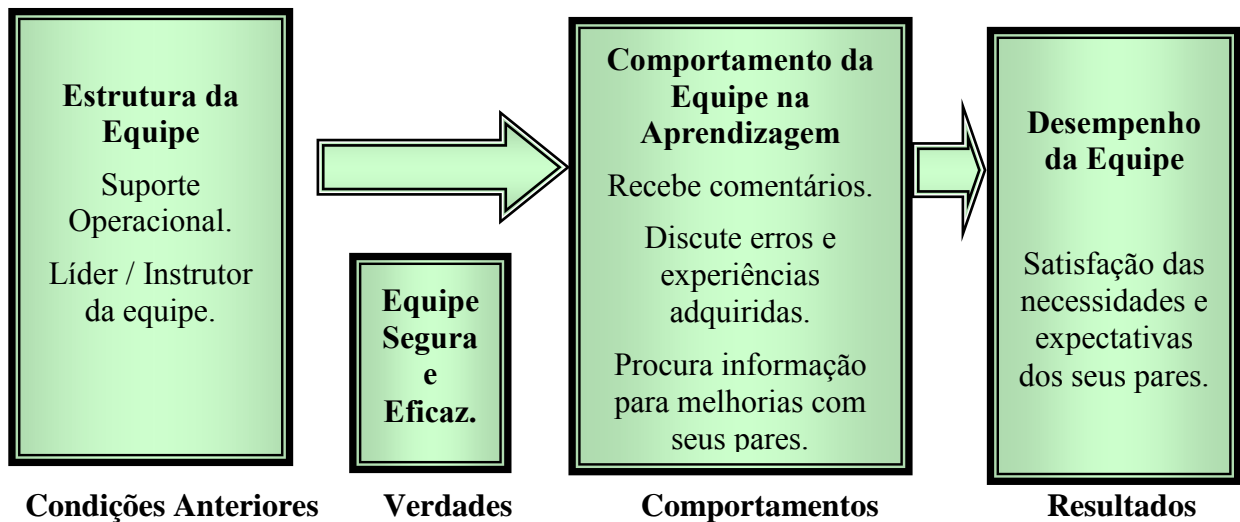 Estrutura da
Equipe
Suporte
Operacional.
Líder / Instrutor
da equipe.
Equipe
Segura
e
Eficaz.
Comportamento da
Equipe na
Aprendizagem
Recebe comentários.
Discute erros e
experiências
adquiridas.
Procura informação
para melhorias com
seus pares.
Desempenho
da Equipe
Satisfação das
necessidades e
expectativas
dos seus pares.
Condições Anteriores
Verdades
Comportamentos
Resultados